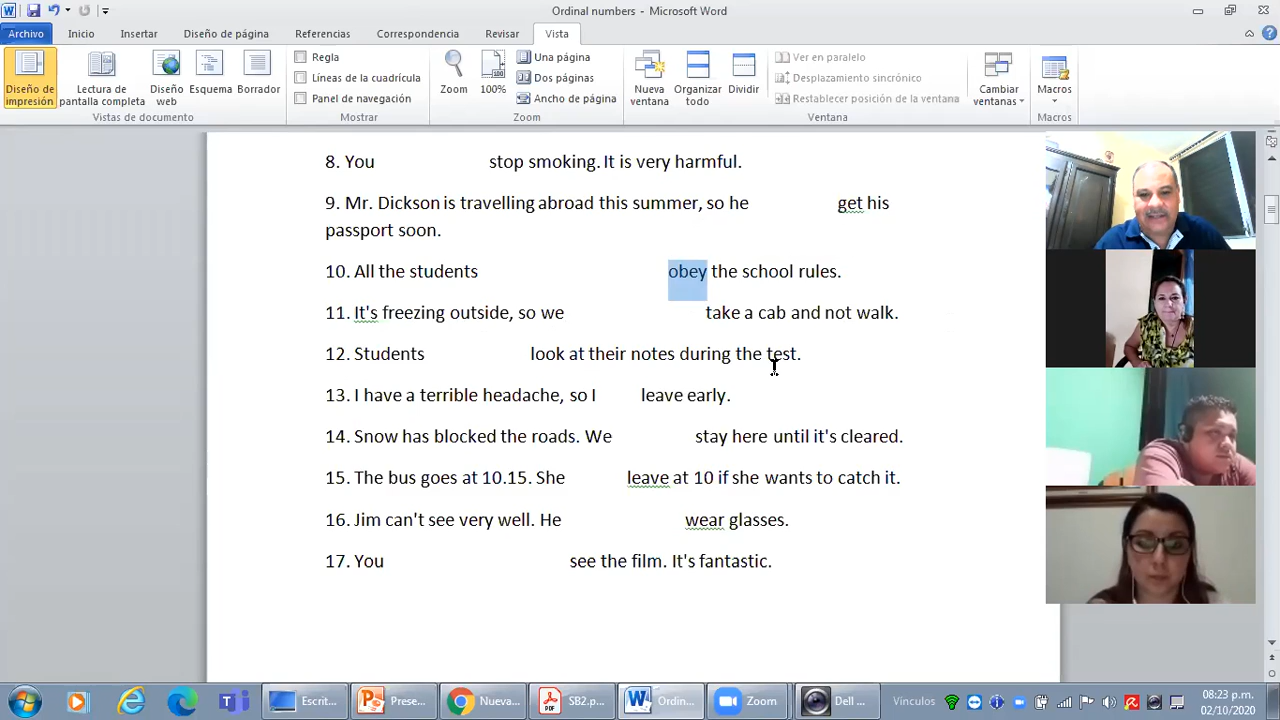 Ordinal numbers - Microsoft Word
Archivo Inicio Insertar Diseño de página Referencias Correspondencia Revisar Vista
Diseño de impresión
Lectura de pantalla completa
Diseño web
Esquema
Borrador
Vistas de documento
Regla
Líneas de la cuadrícula
Panel de navegación
Mostrar
Zoom
100%
Una página
Dos páginas
Ancho de página
Zoom
Nueva ventana
Organizar todo
Dividir
Ver en paralelo
Desplazamiento sincrónico
Restablecer posición de la ventana
Ventana
Cambiar ventanas
Macros
Macros
8. You stop smoking. It is very harmful.
9. Mr. Dickson is travelling abroad this summer, so he get his
passport soon.
10. All the students obey the school rules.
11. It's freezing outside, so we take a cab and not walk.
12. Students look at their notes during the test.
13. I have a terrible headache, so I leave early.
14. Snow has blocked the roads. We stay here until it's cleared.
15. The bus goes at 10.15. She leave at 10 if she wants to catch it.
16. Jim can't see very well. He wear glasses.
17. You see the film. It's fantastic.
Escrit... Prese... Nueva... SB2.p... Ordin... Zoom Dell ... Vínculos
08:23 p.m.
02/10/2020